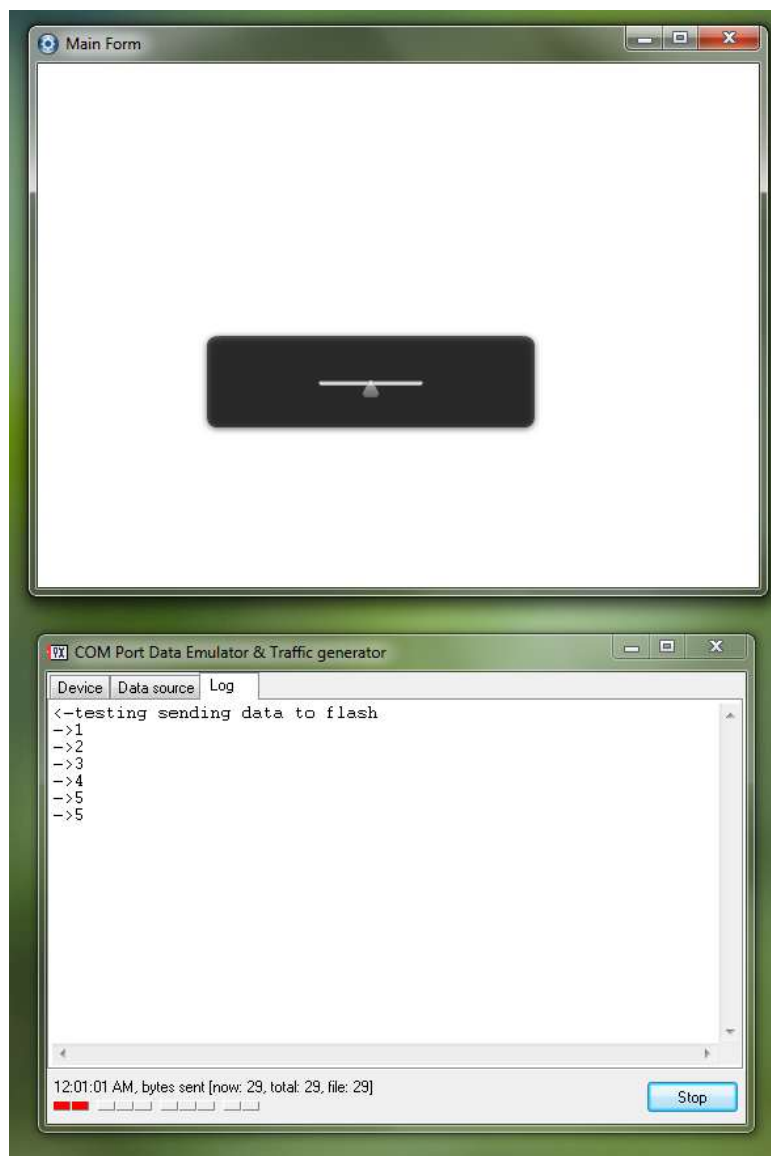 Main Form
COM Port Data Emulator & Traffic generator
Device Data source Log
<-testing sending data to flash
->1
->2
->3
->4
->5
->5
12:01:01 AM, bytes sent [now: 29, total: 29, file: 29]
Stop